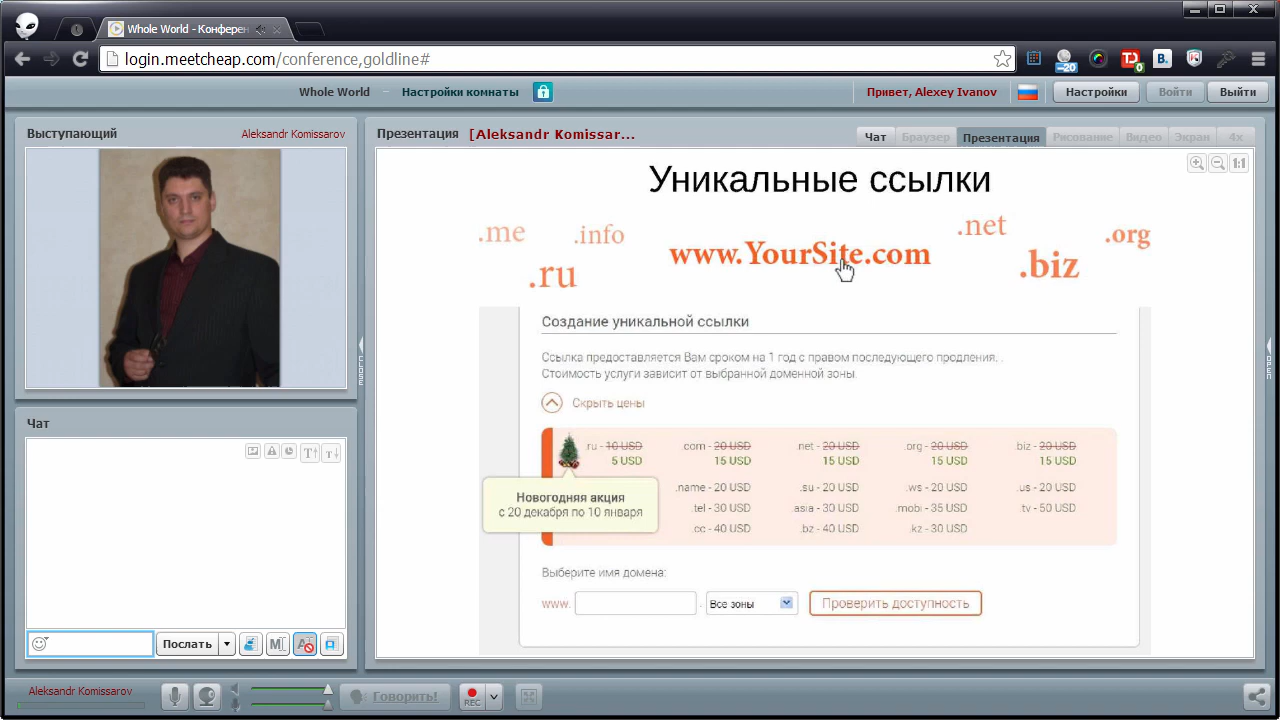 Whole World - Конферен
login.meetcheap.com/conference,goldline#
-20
0
B.
Whole World
Настройки комнаты
Привет, Alexey Ivanov
Настройки
Войти
Выйти
Выступающий
Aleksandr Komissarov
Презентация
[Aleksandr Komissar...
Чат
Браузер
Презентация
Рисование
Видео
Экран
4x
1:1
Уникальные ссылки
.me
.info
.ru
www.YourSite.com
.net
.org
.biz
Создание уникальной ссылки
Ссылка предоставляется Вам сроком на 1 год с правом последующего продления. .
Стоимость услуги зависит от выбранной доменной зоны.
Скрыть цены
.ru - 10 USD .com - 20 USD .net - 20 USD .org - 20 USD .biz - 20 USD
5 USD 15 USD 15 USD 15 USD 15 USD
.name - 20 USD .su - 20 USD .ws - 20 USD .us - 20 USD
.tel - 30 USD .asia - 30 USD .mobi - 35 USD .tv - 50 USD
.cc - 40 USD .bz - 40 USD .kz - 30 USD
Новогодняя акция
с 20 декабря по 10 января
Выберите имя домена:
www. . Все зоны Проверить доступность
CLOSE
OPEN
Чат
Послать
Aleksandr Komissarov
Говорить!
REC